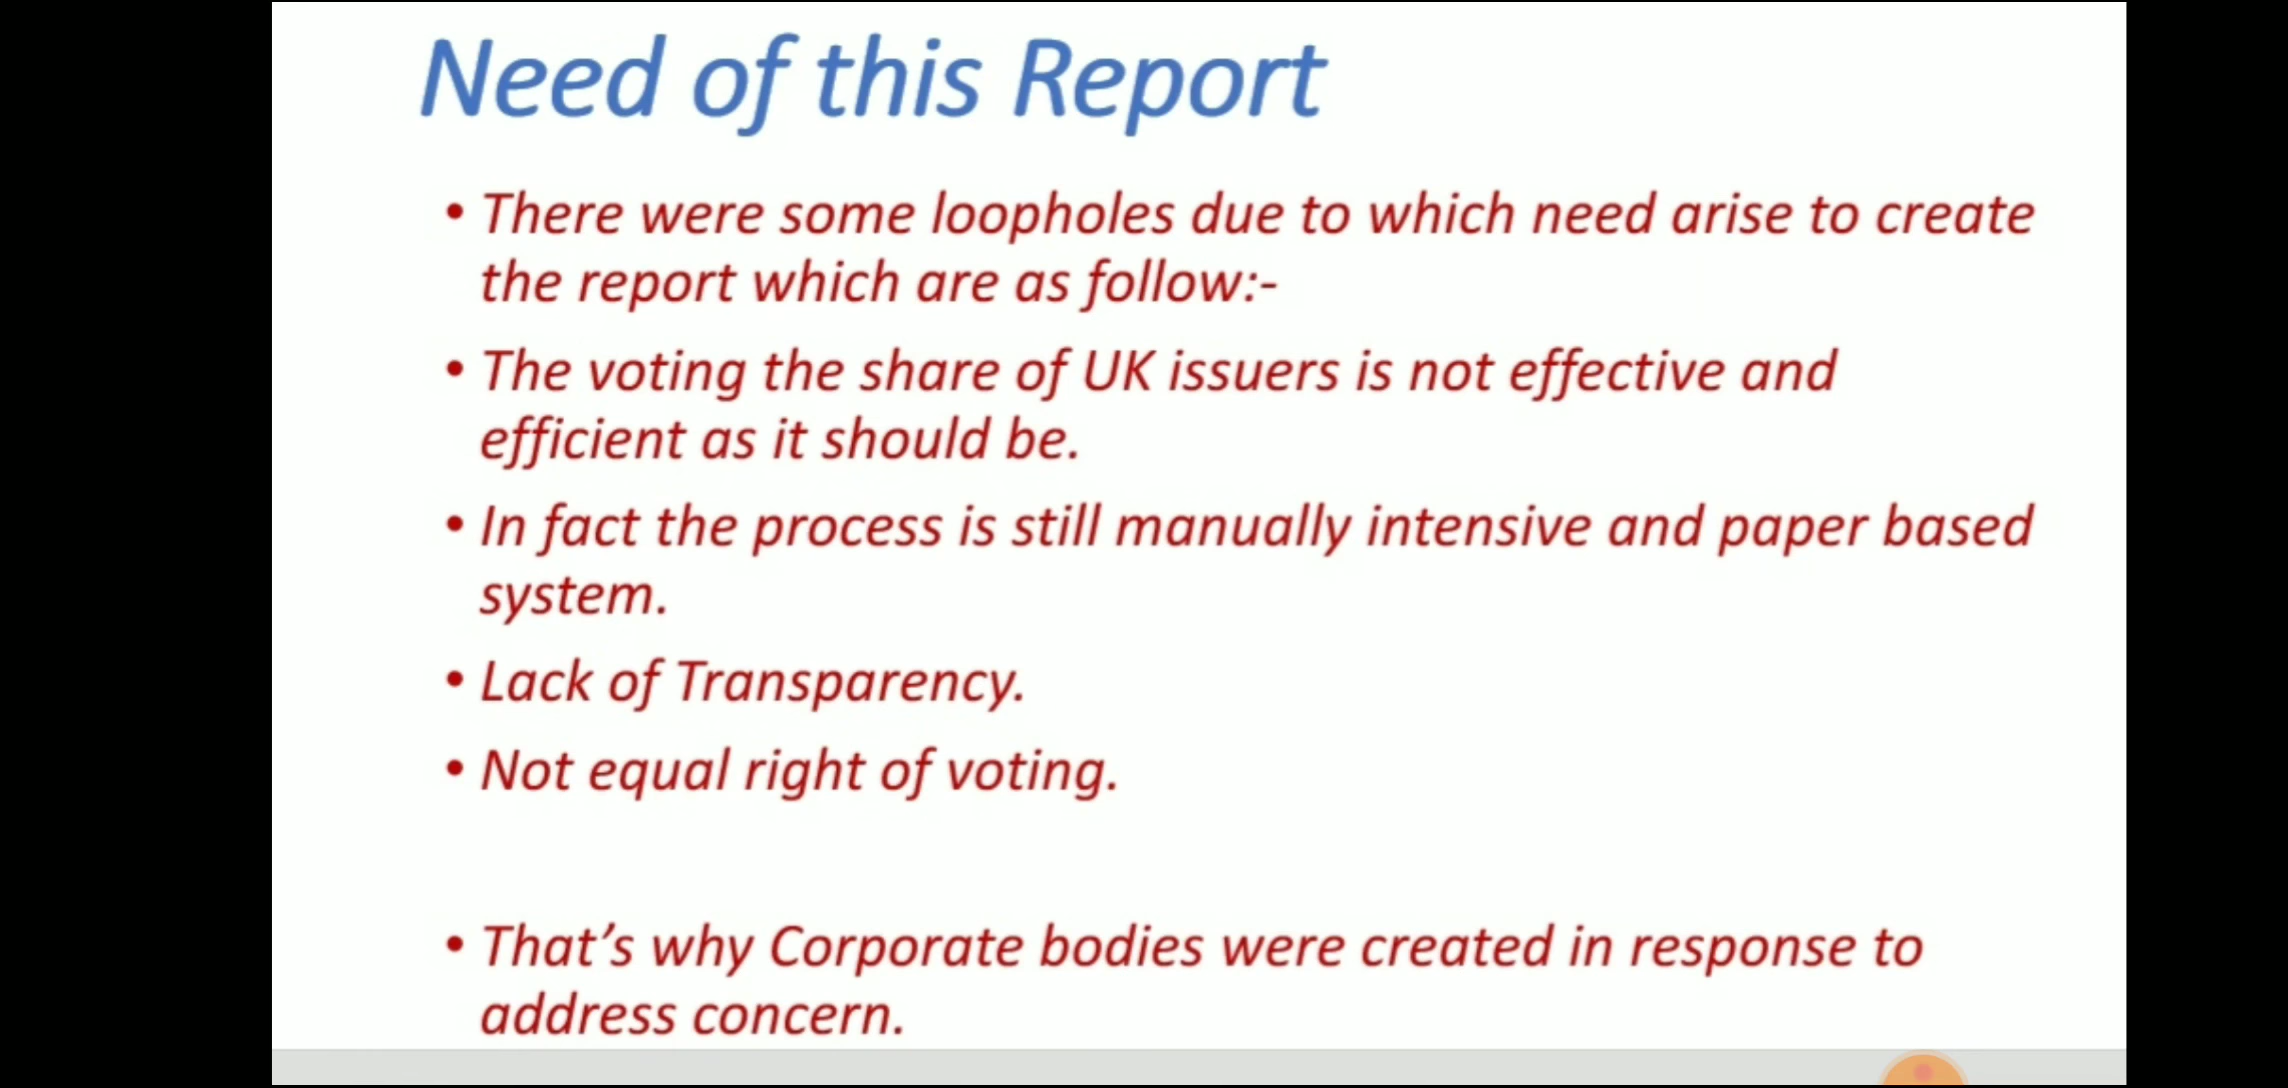 Need of this Report
• There were some loopholes due to which need arise to create
the report which are as follow:-
• The voting the share of UK issuers is not effective and
efficient as it should be.
• In fact the process is still manually intensive and paper based
system.
• Lack of Transparency.
• Not equal right of voting.
• That's why Corporate bodies were created in response to
address concern.